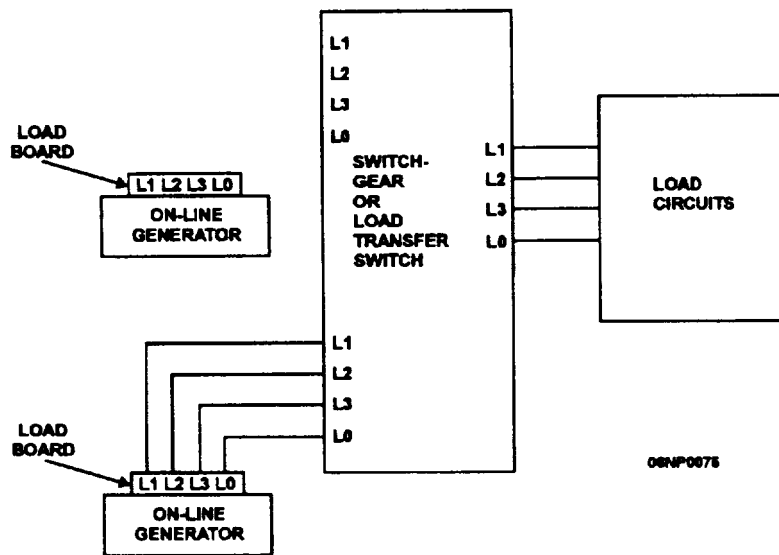 L1
L2
L3
L0
LOAD
BOARD
L1 L2 L3 L0
ON-LINE
GENERATOR
SWITCH-
GEAR
OR
LOAD
TRANSFER
SWITCH
L1
L2
L3
L0
LOAD
CIRCUITS
L1
L2
L3
L0
LOAD
BOARD
L1 L2 L3 L0
ON-LINE
GENERATOR
06NP0075